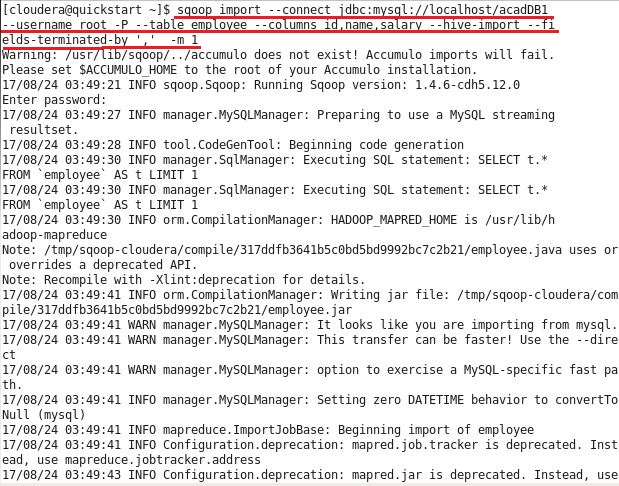 [cloudera@quickstart ~]$ sqoop import --connect jdbc:mysql://localhost/acadDB1
--username root -P --table employee --columns id,name,salary --hive-import --fi
elds-terminated-by ','  -m 1
Warning: /usr/lib/sqoop/../accumulo does not exist! Accumulo imports will fail.
Please set $ACCUMULO_HOME to the root of your Accumulo installation.
17/08/24 03:49:21 INFO sqoop.Sqoop: Running Sqoop version: 1.4.6-cdh5.12.0
Enter password:
17/08/24 03:49:27 INFO manager.MySQLManager: Preparing to use a MySQL streaming
 resultset.
17/08/24 03:49:28 INFO tool.CodeGenTool: Beginning code generation
17/08/24 03:49:30 INFO manager.SqlManager: Executing SQL statement: SELECT t.*
FROM `employee` AS t LIMIT 1
17/08/24 03:49:30 INFO manager.SqlManager: Executing SQL statement: SELECT t.*
FROM `employee` AS t LIMIT 1
17/08/24 03:49:30 INFO orm.CompilationManager: HADOOP_MAPRED_HOME is /usr/lib/h
adoop-mapreduce
Note: /tmp/sqoop-cloudera/compile/317ddfb3641b5c0bd5bd9992bc7c2b21/employee.java uses or
 overrides a deprecated API.
Note: Recompile with -Xlint:deprecation for details.
17/08/24 03:49:41 INFO orm.CompilationManager: Writing jar file: /tmp/sqoop-cloudera/com
pile/317ddfb3641b5c0bd5bd9992bc7c2b21/employee.jar
17/08/24 03:49:41 WARN manager.MySQLManager: It looks like you are importing from mysql.
17/08/24 03:49:41 WARN manager.MySQLManager: This transfer can be faster! Use the --dire
ct
17/08/24 03:49:41 WARN manager.MySQLManager: option to exercise a MySQL-specific fast pa
th.
17/08/24 03:49:41 INFO manager.MySQLManager: Setting zero DATETIME behavior to convertTo
Null (mysql)
17/08/24 03:49:41 INFO mapreduce.ImportJobBase: Beginning import of employee
17/08/24 03:49:41 INFO Configuration.deprecation: mapred.job.tracker is deprecated. Inst
ead, use mapreduce.jobtracker.address
17/08/24 03:49:43 INFO Configuration.deprecation: mapred.jar is deprecated. Instead, use